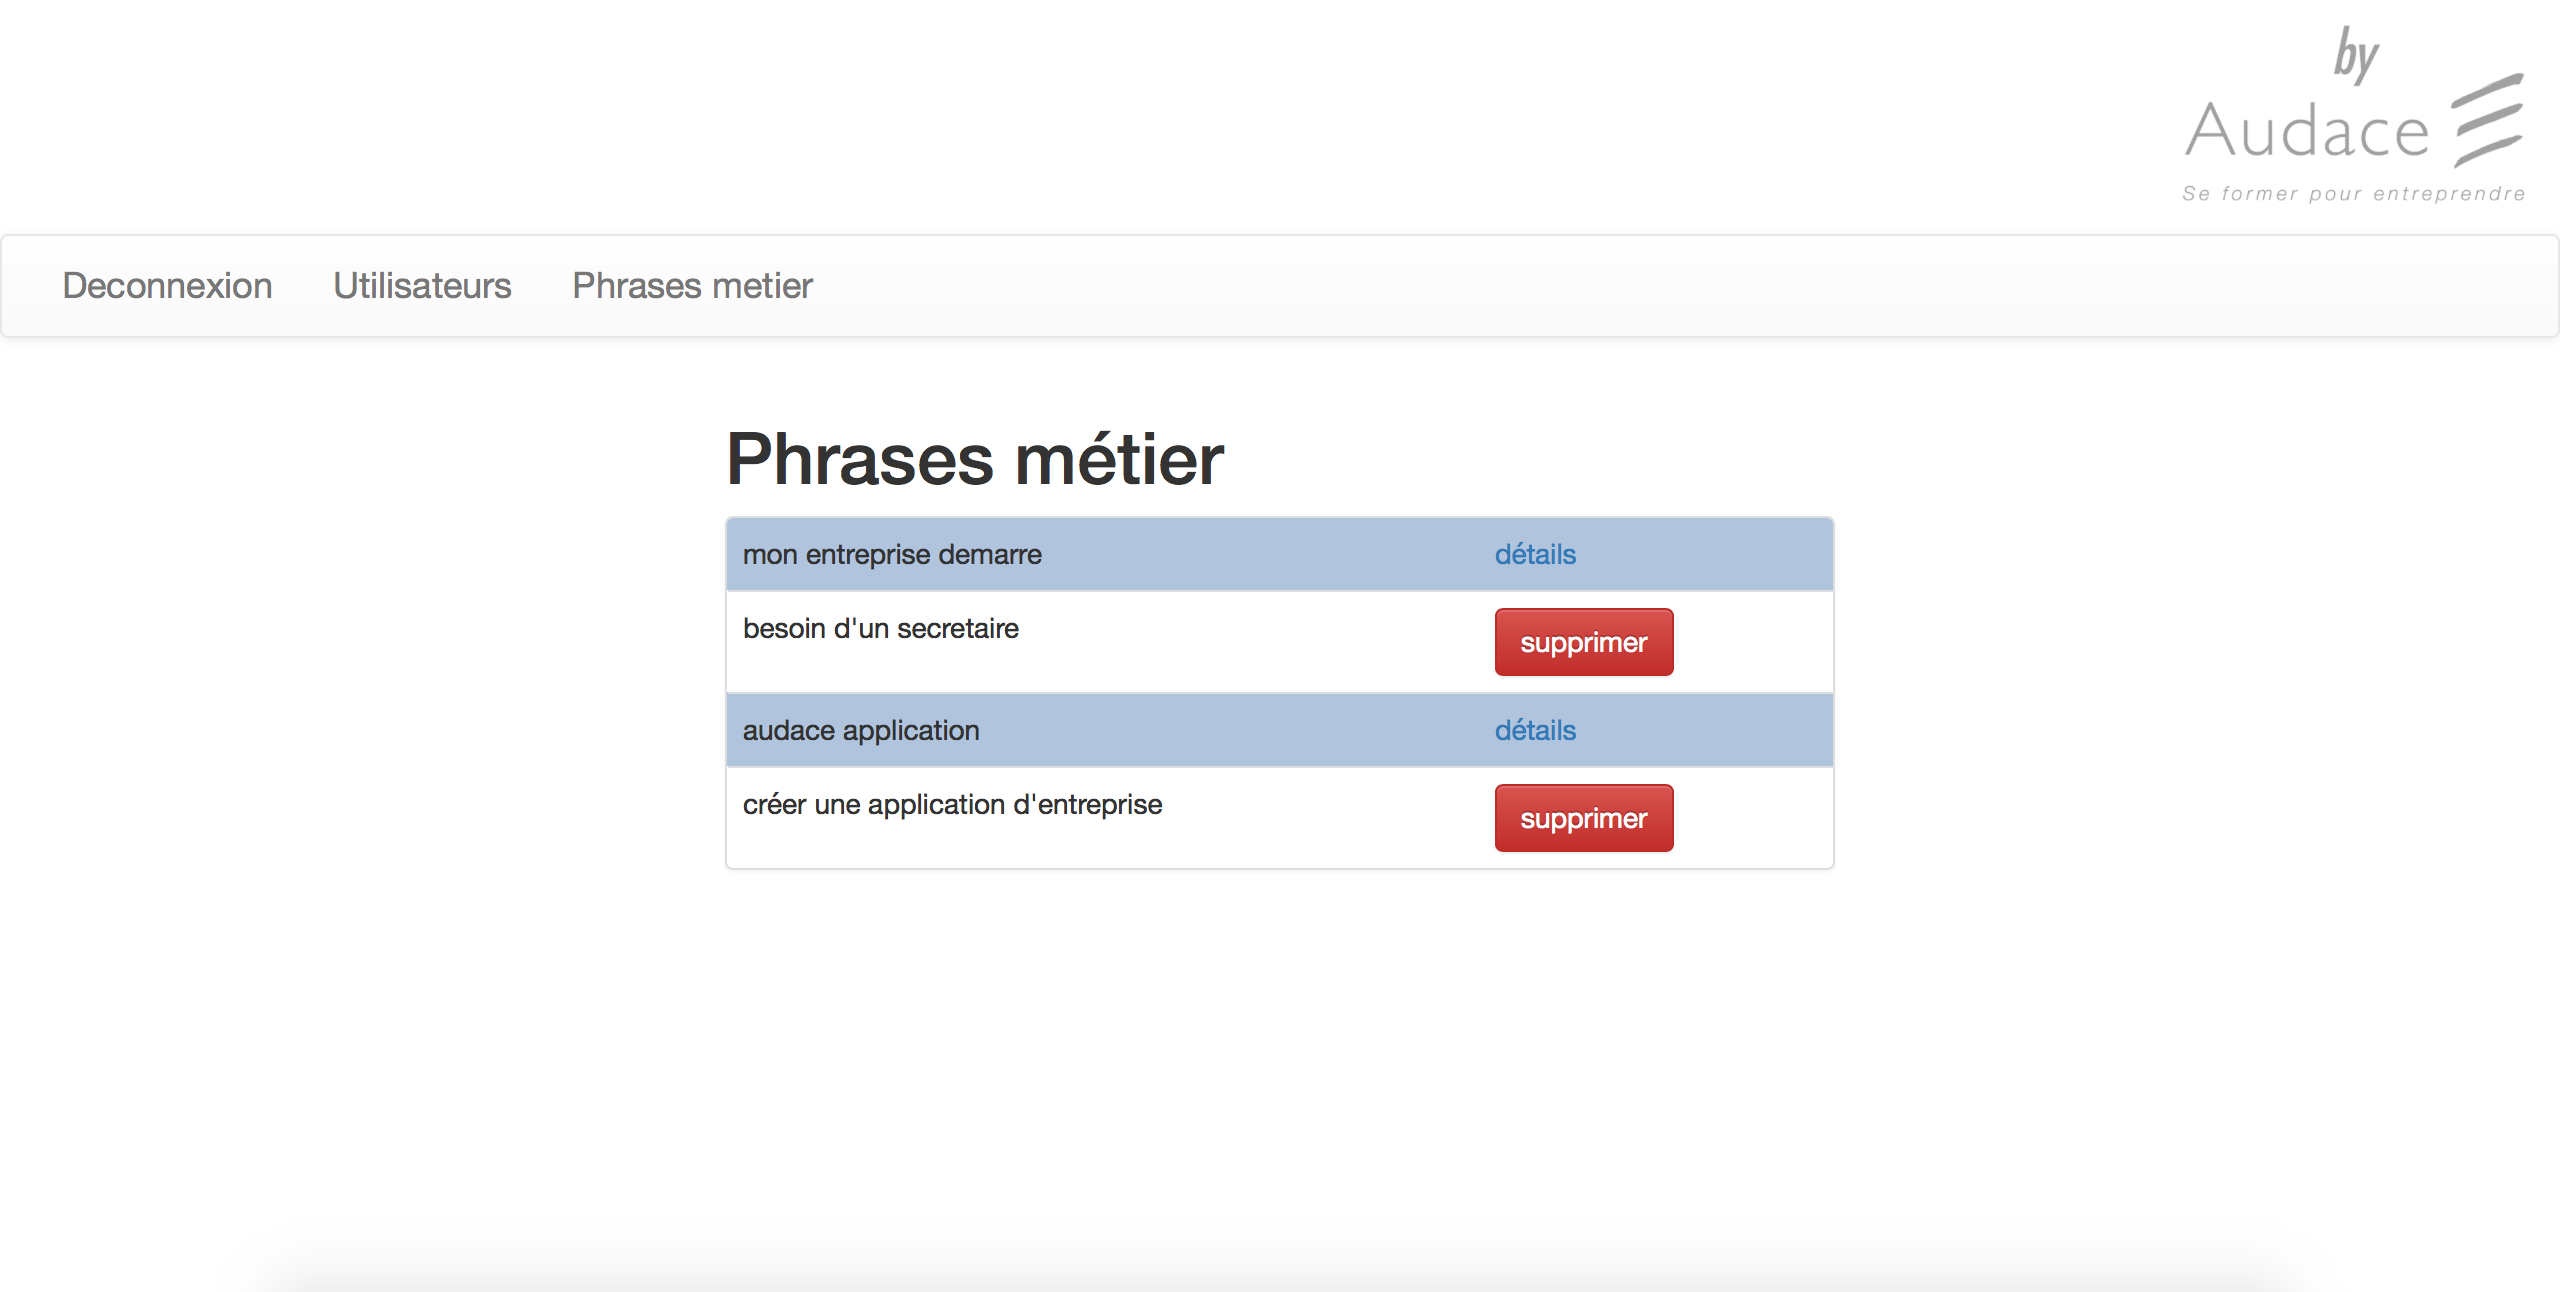 by
Audace
Se former pour entreprendre
Deconnexion Utilisateurs Phrases metier
Phrases métier
mon entreprise demarre détails
besoin d'un secretaire supprimer
audace application détails
créer une application d'entreprise supprimer